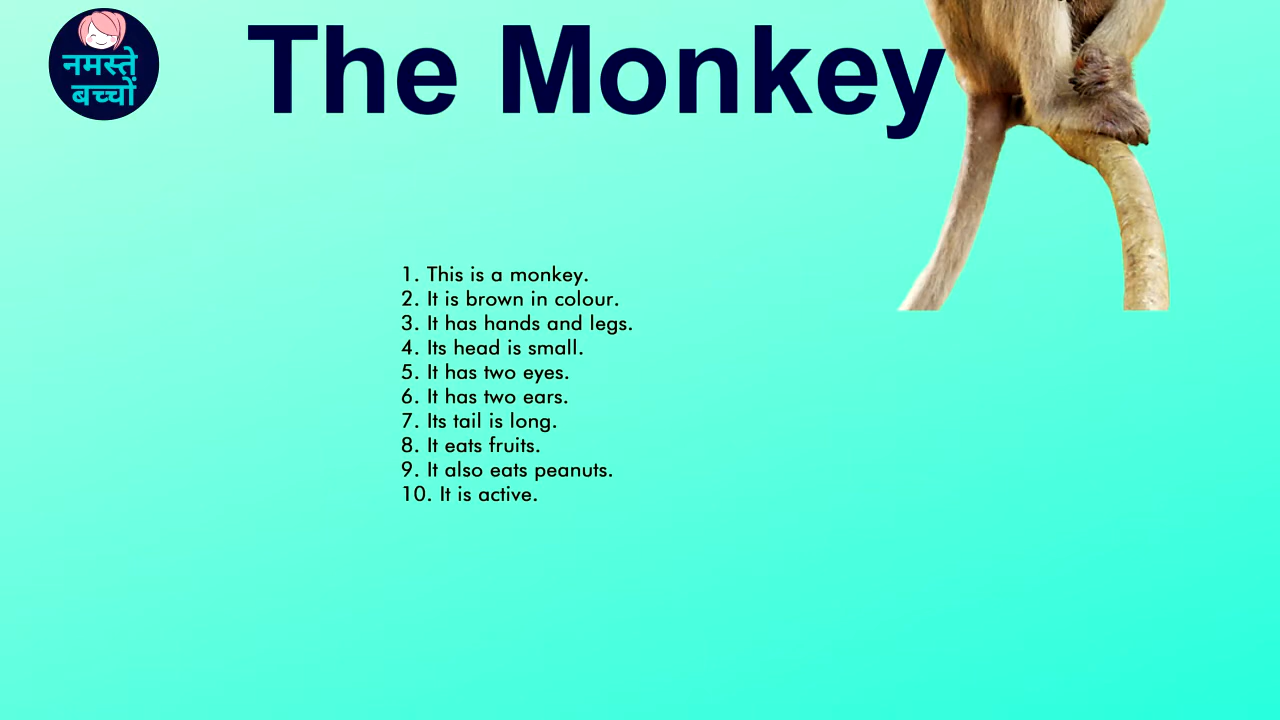 नमस्ते
बच्चों
The Monkey
1. This is a monkey.
2. It is brown in colour.
3. It has hands and legs.
4. Its head is small.
5. It has two eyes.
6. It has two ears.
7. Its tail is long.
8. It eats fruits.
9. It also eats peanuts.
10. It is active.